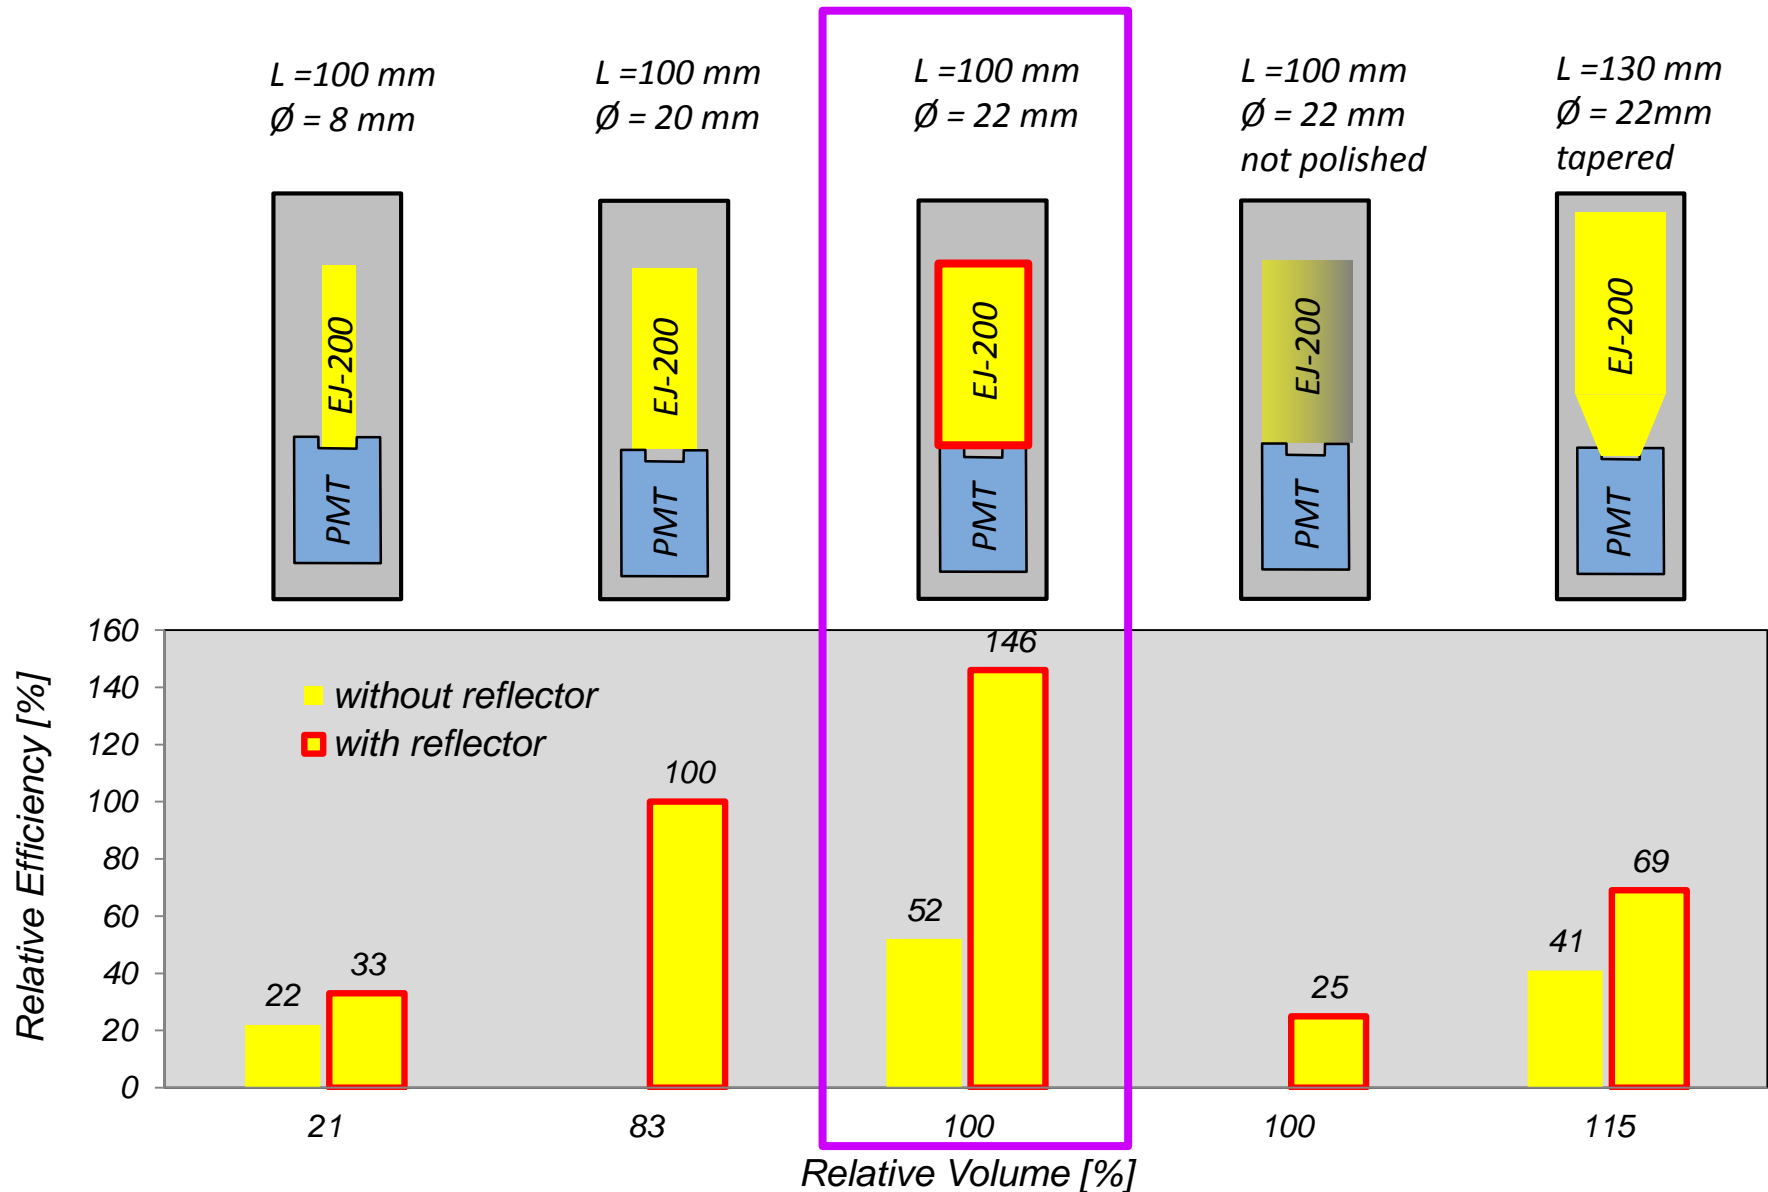 L =100 mm
Ø = 8 mm
L =100 mm
Ø = 20 mm
L =100 mm
Ø = 22 mm
L =100 mm
Ø = 22 mm
not polished
L =130 mm
Ø = 22mm
tapered
EJ-200
PMT
EJ-200
PMT
EJ-200
PMT
EJ-200
PMT
EJ-200
PMT
Relative Efficiency [%]
160
140
120
100
80
60
40
20
0
without reflector
with reflector
22
33
100
52
146
25
41
69
21
83
100
100
115
Relative Volume [%]